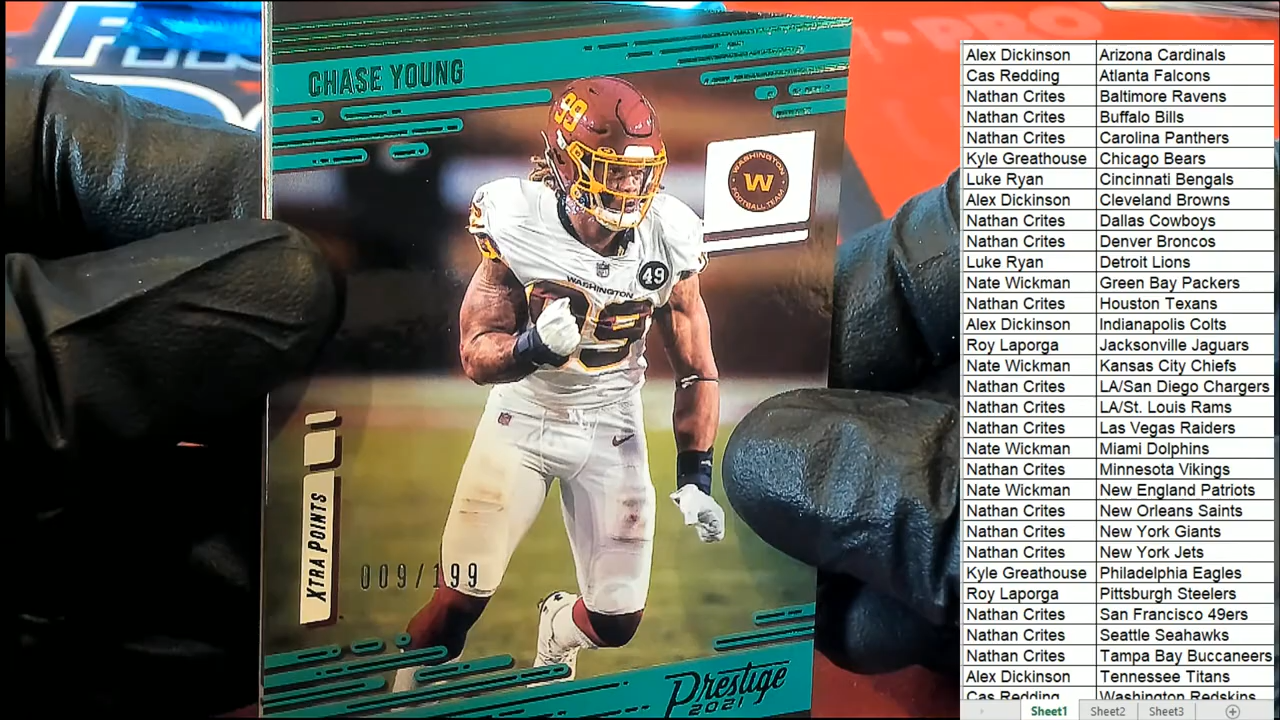 CHASE YOUNG
99
WASHINGTON
W
FOOTBALL TEAM
49
WASHINGTON
99
XTRA POINTS
009/199
Prestige
2021
Alex Dickinson Arizona Cardinals
Cas Redding Atlanta Falcons
Nathan Crites Baltimore Ravens
Nathan Crites Buffalo Bills
Nathan Crites Carolina Panthers
Kyle Greathouse Chicago Bears
Luke Ryan Cincinnati Bengals
Alex Dickinson Cleveland Browns
Nathan Crites Dallas Cowboys
Nathan Crites Denver Broncos
Luke Ryan Detroit Lions
Nate Wickman Green Bay Packers
Nathan Crites Houston Texans
Alex Dickinson Indianapolis Colts
Roy Laporga Jacksonville Jaguars
Nate Wickman Kansas City Chiefs
Nathan Crites LA/San Diego Chargers
Nathan Crites LA/St. Louis Rams
Nathan Crites Las Vegas Raiders
Nate Wickman Miami Dolphins
Nathan Crites Minnesota Vikings
Nate Wickman New England Patriots
Nathan Crites New Orleans Saints
Nathan Crites New York Giants
Nathan Crites New York Jets
Kyle Greathouse Philadelphia Eagles
Roy Laporga Pittsburgh Steelers
Nathan Crites San Francisco 49ers
Nathan Crites Seattle Seahawks
Nathan Crites Tampa Bay Buccaneers
Alex Dickinson Tennessee Titans
Cas Redding Washington Redskins
Sheet1 Sheet2 Sheet3